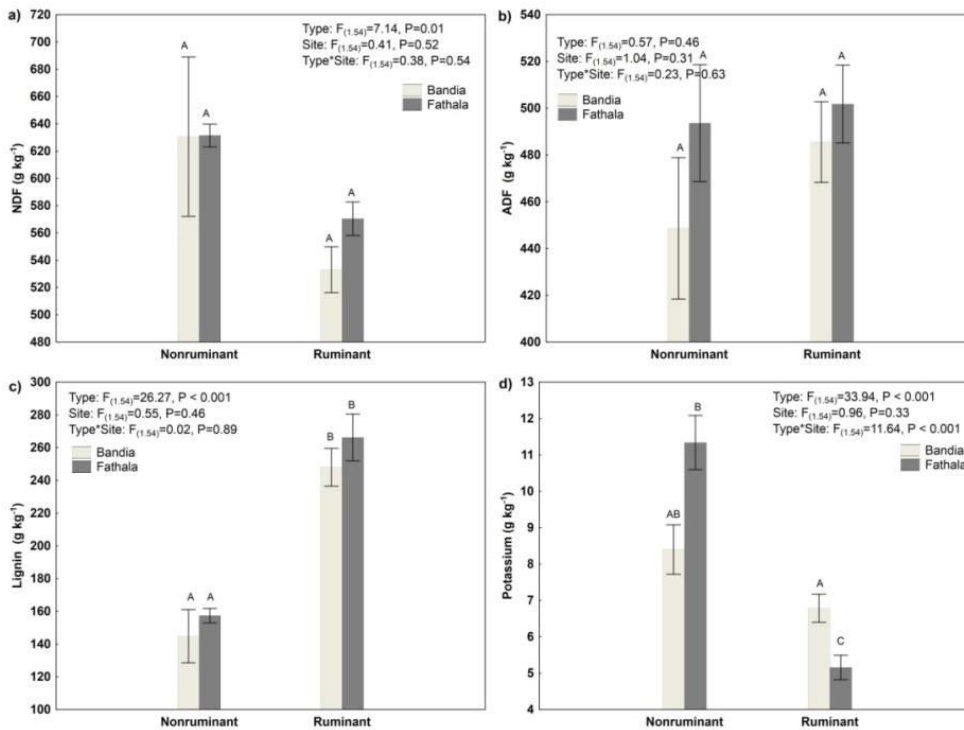 a)
Type: F(1.54)=7.14, P=0.01
Site: F(1.54)=0.41, P=0.52
Type*Site: F(1.54)=0.38, P=0.54
Bandia
Fathala
NDF (g kg⁻¹)
720
700
680
660
640
620
600
580
560
540
520
500
480
A
A
A
A
Nonruminant
Ruminant
b)
Type: F(1.54)=0.57, P=0.46
Site: F(1.54)=1.04, P=0.31
Type*Site: F(1.54)=0.23, P=0.63
Bandia
Fathala
ADF (g kg⁻¹)
540
520
500
480
460
440
420
400
A
A
A
A
Nonruminant
Ruminant
c)
Type: F(1.54)=26.27, P < 0.001
Site: F(1.54)=0.55, P=0.46
Type*Site: F(1.54)=0.02, P=0.89
Bandia
Fathala
Lignin (g kg⁻¹)
300
280
260
240
220
200
180
160
140
120
100
A
A
B
B
Nonruminant
Ruminant
d)
Type: F(1.54)=33.94, P < 0.001
Site: F(1.54)=0.96, P=0.33
Type*Site: F(1.54)=11.64, P < 0.001
Bandia
Fathala
Potassium (g kg⁻¹)
13
12
11
10
9
8
7
6
5
4
AB
B
A
C
Nonruminant
Ruminant